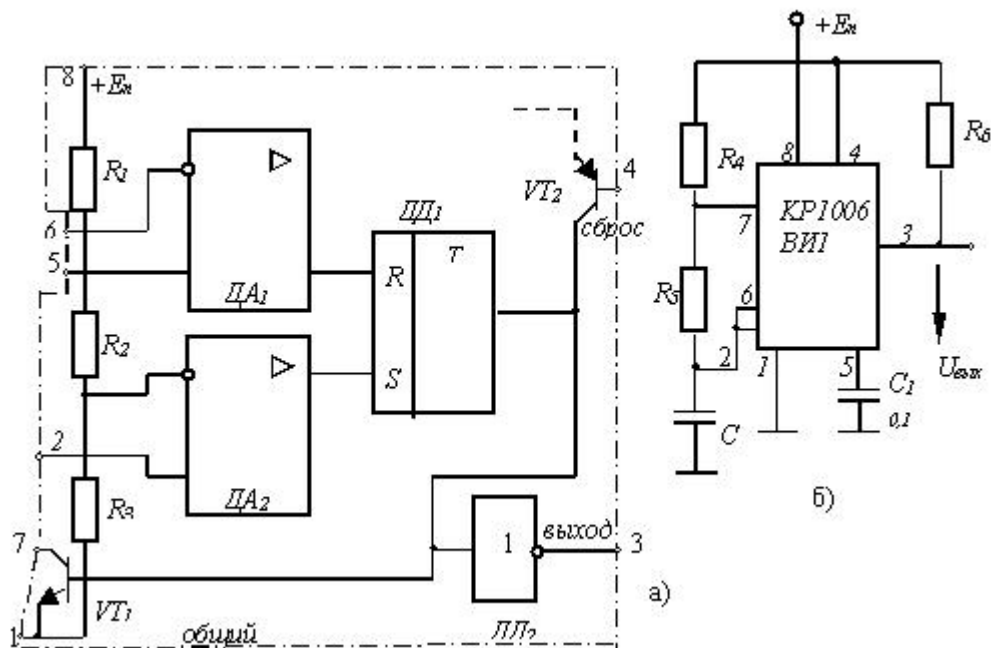 8
+Eп
R1
6
5
ДА1
R2
ДД1
R
T
S
VT2
4
сброс
2
ДА2
R3
7
VT1
1
общий
1
выход
3
а)
+Eп
R4
8
4
R6
7
КР1006
ВИ1
3
R5
6
2
1
5
C1
0,1
C
Uвых
б)